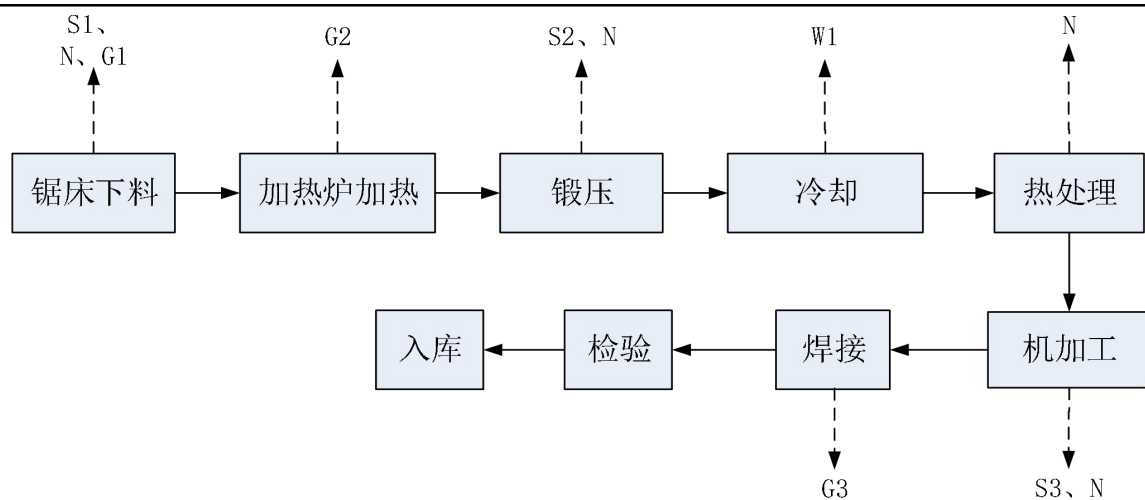 S1、
N、G1
G2
S2、N
W1
N
锯床下料
加热炉加热
锻压
冷却
热处理
入库
检验
焊接
机加工
G3
S3、N